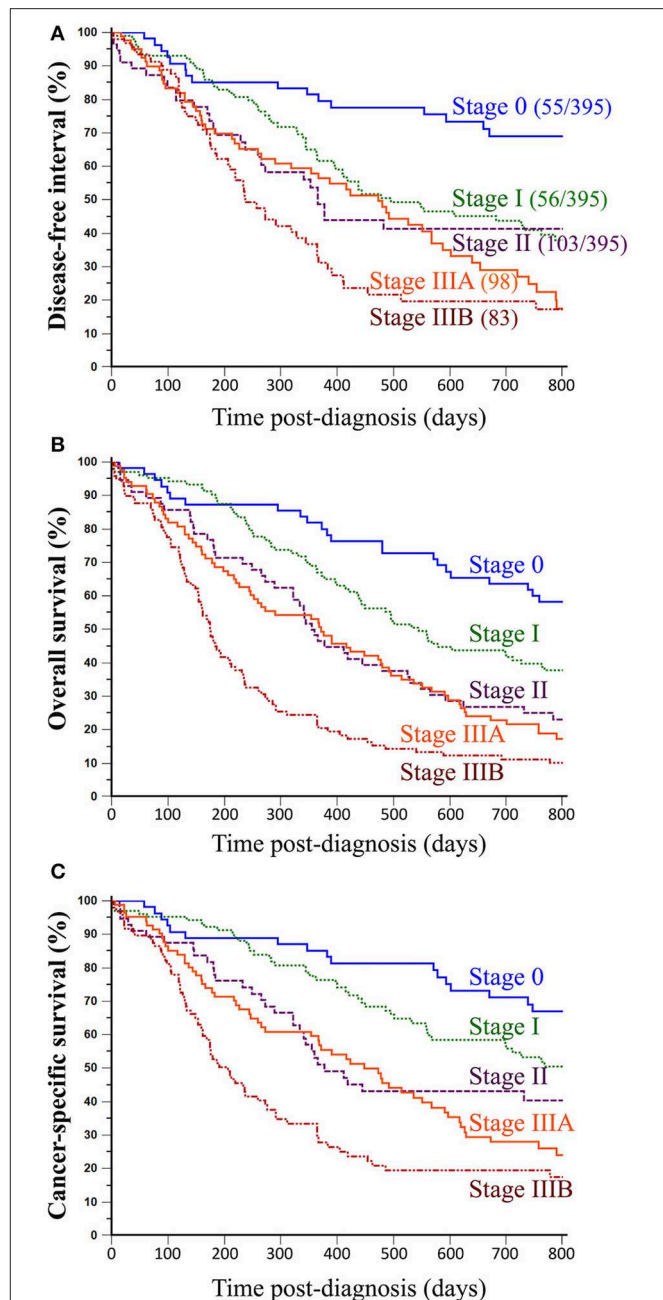 A
Disease-free interval (%)
100
90
80
70
60
50
40
30
20
10
0
Stage 0 (55/395)
Stage I (56/395)
Stage II (103/395)
Stage IIIA (98)
Stage IIIB (83)
0 100 200 300 400 500 600 700 800
Time post-diagnosis (days)
B
Overall survival (%)
100
90
80
70
60
50
40
30
20
10
0
Stage 0
Stage I
Stage II
Stage IIIA
Stage IIIB
0 100 200 300 400 500 600 700 800
Time post-diagnosis (days)
C
Cancer-specific survival (%)
100
90
80
70
60
50
40
30
20
10
0
Stage 0
Stage I
Stage II
Stage IIIA
Stage IIIB
0 100 200 300 400 500 600 700 800
Time post-diagnosis (days)